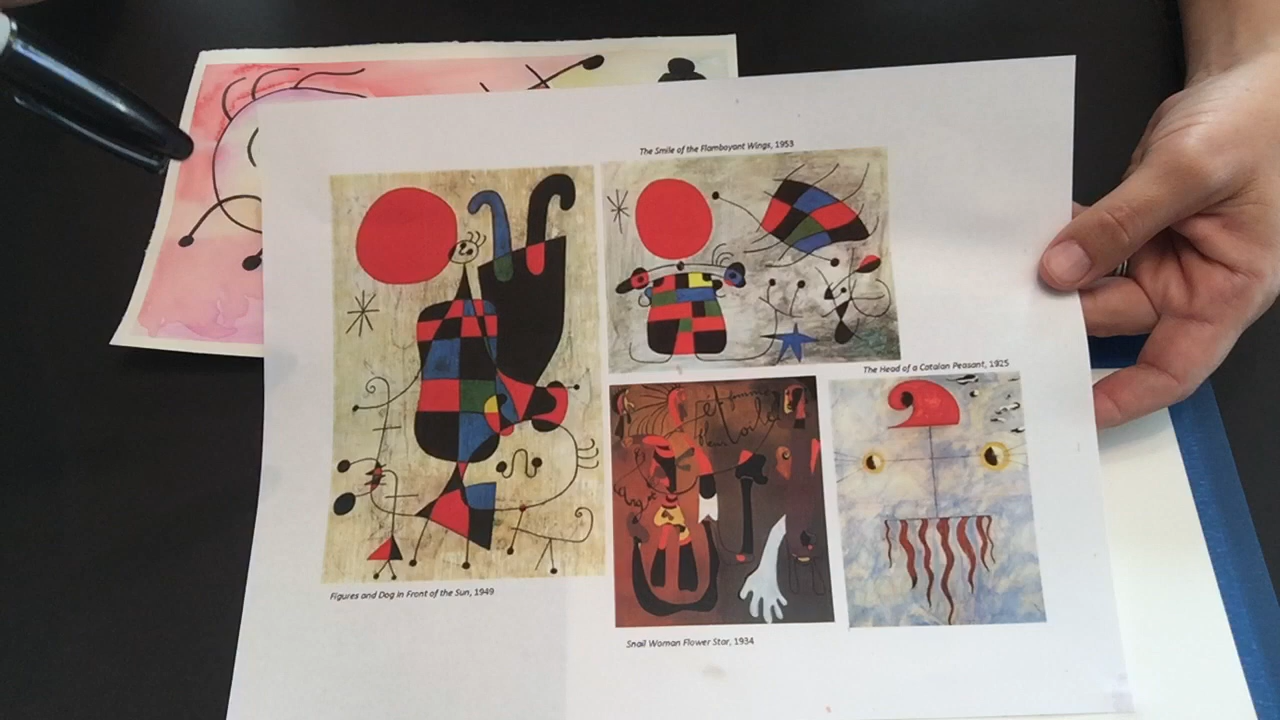 The Smile of the Flamboyant Wings, 1953
The Head of a Catalan Peasant, 1925
Figures and Dog in Front of the Sun, 1949
Snail Woman Flower Star, 1934